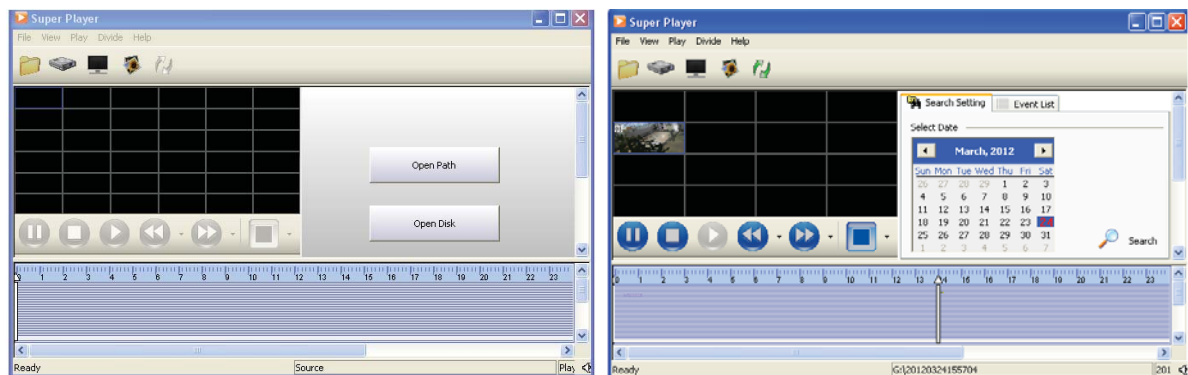 Super Player
File View Play Divide Help
Open Path
Open Disk
0 1 2 3 4 5 6 7 8 9 10 11 12 13 14 15 16 17 18 19 20 21 22 23
Ready Source Play
Super Player
File View Play Divide Help
Search Setting Event List
Select Date
March, 2012
Sun Mon Tue Wed Thu Fri Sat
26 27 28 29 1 2 3
4 5 6 7 8 9 10
11 12 13 14 15 16 17
18 19 20 21 22 23 24
25 26 27 28 29 30 31
1 2 3 4 5 6 7
Search
0 1 2 3 4 5 6 7 8 9 10 11 12 13 14 15 16 17 18 19 20 21 22 23
Ready G:\20120324155704 201